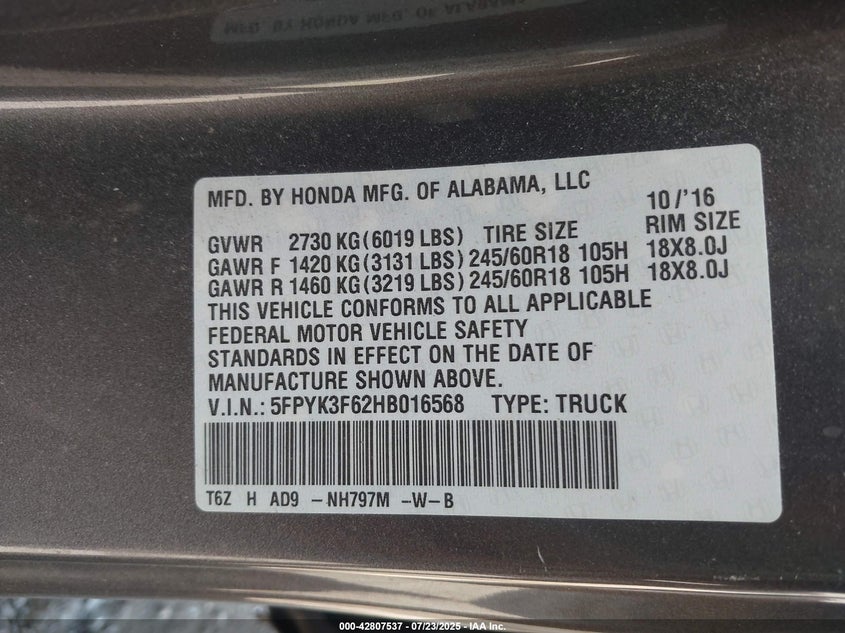 MFD. BY HONDA MFG. OF ALABAMA, LLC
10/'16
GVWR 2730 KG(6019 LBS) TIRE SIZE RIM SIZE
GAWR F 1420 KG(3131 LBS) 245/60R18 105H 18X8.0J
GAWR R 1460 KG(3219 LBS) 245/60R18 105H 18X8.0J
THIS VEHICLE CONFORMS TO ALL APPLICABLE
FEDERAL MOTOR VEHICLE SAFETY
STANDARDS IN EFFECT ON THE DATE OF
MANUFACTURE SHOWN ABOVE.
V.I.N.: 5FPYK3F62HB016568 TYPE: TRUCK
T6Z H AD9 -NH797M -W-B
000-42807537 - 07/23/2025 - IAA Inc.